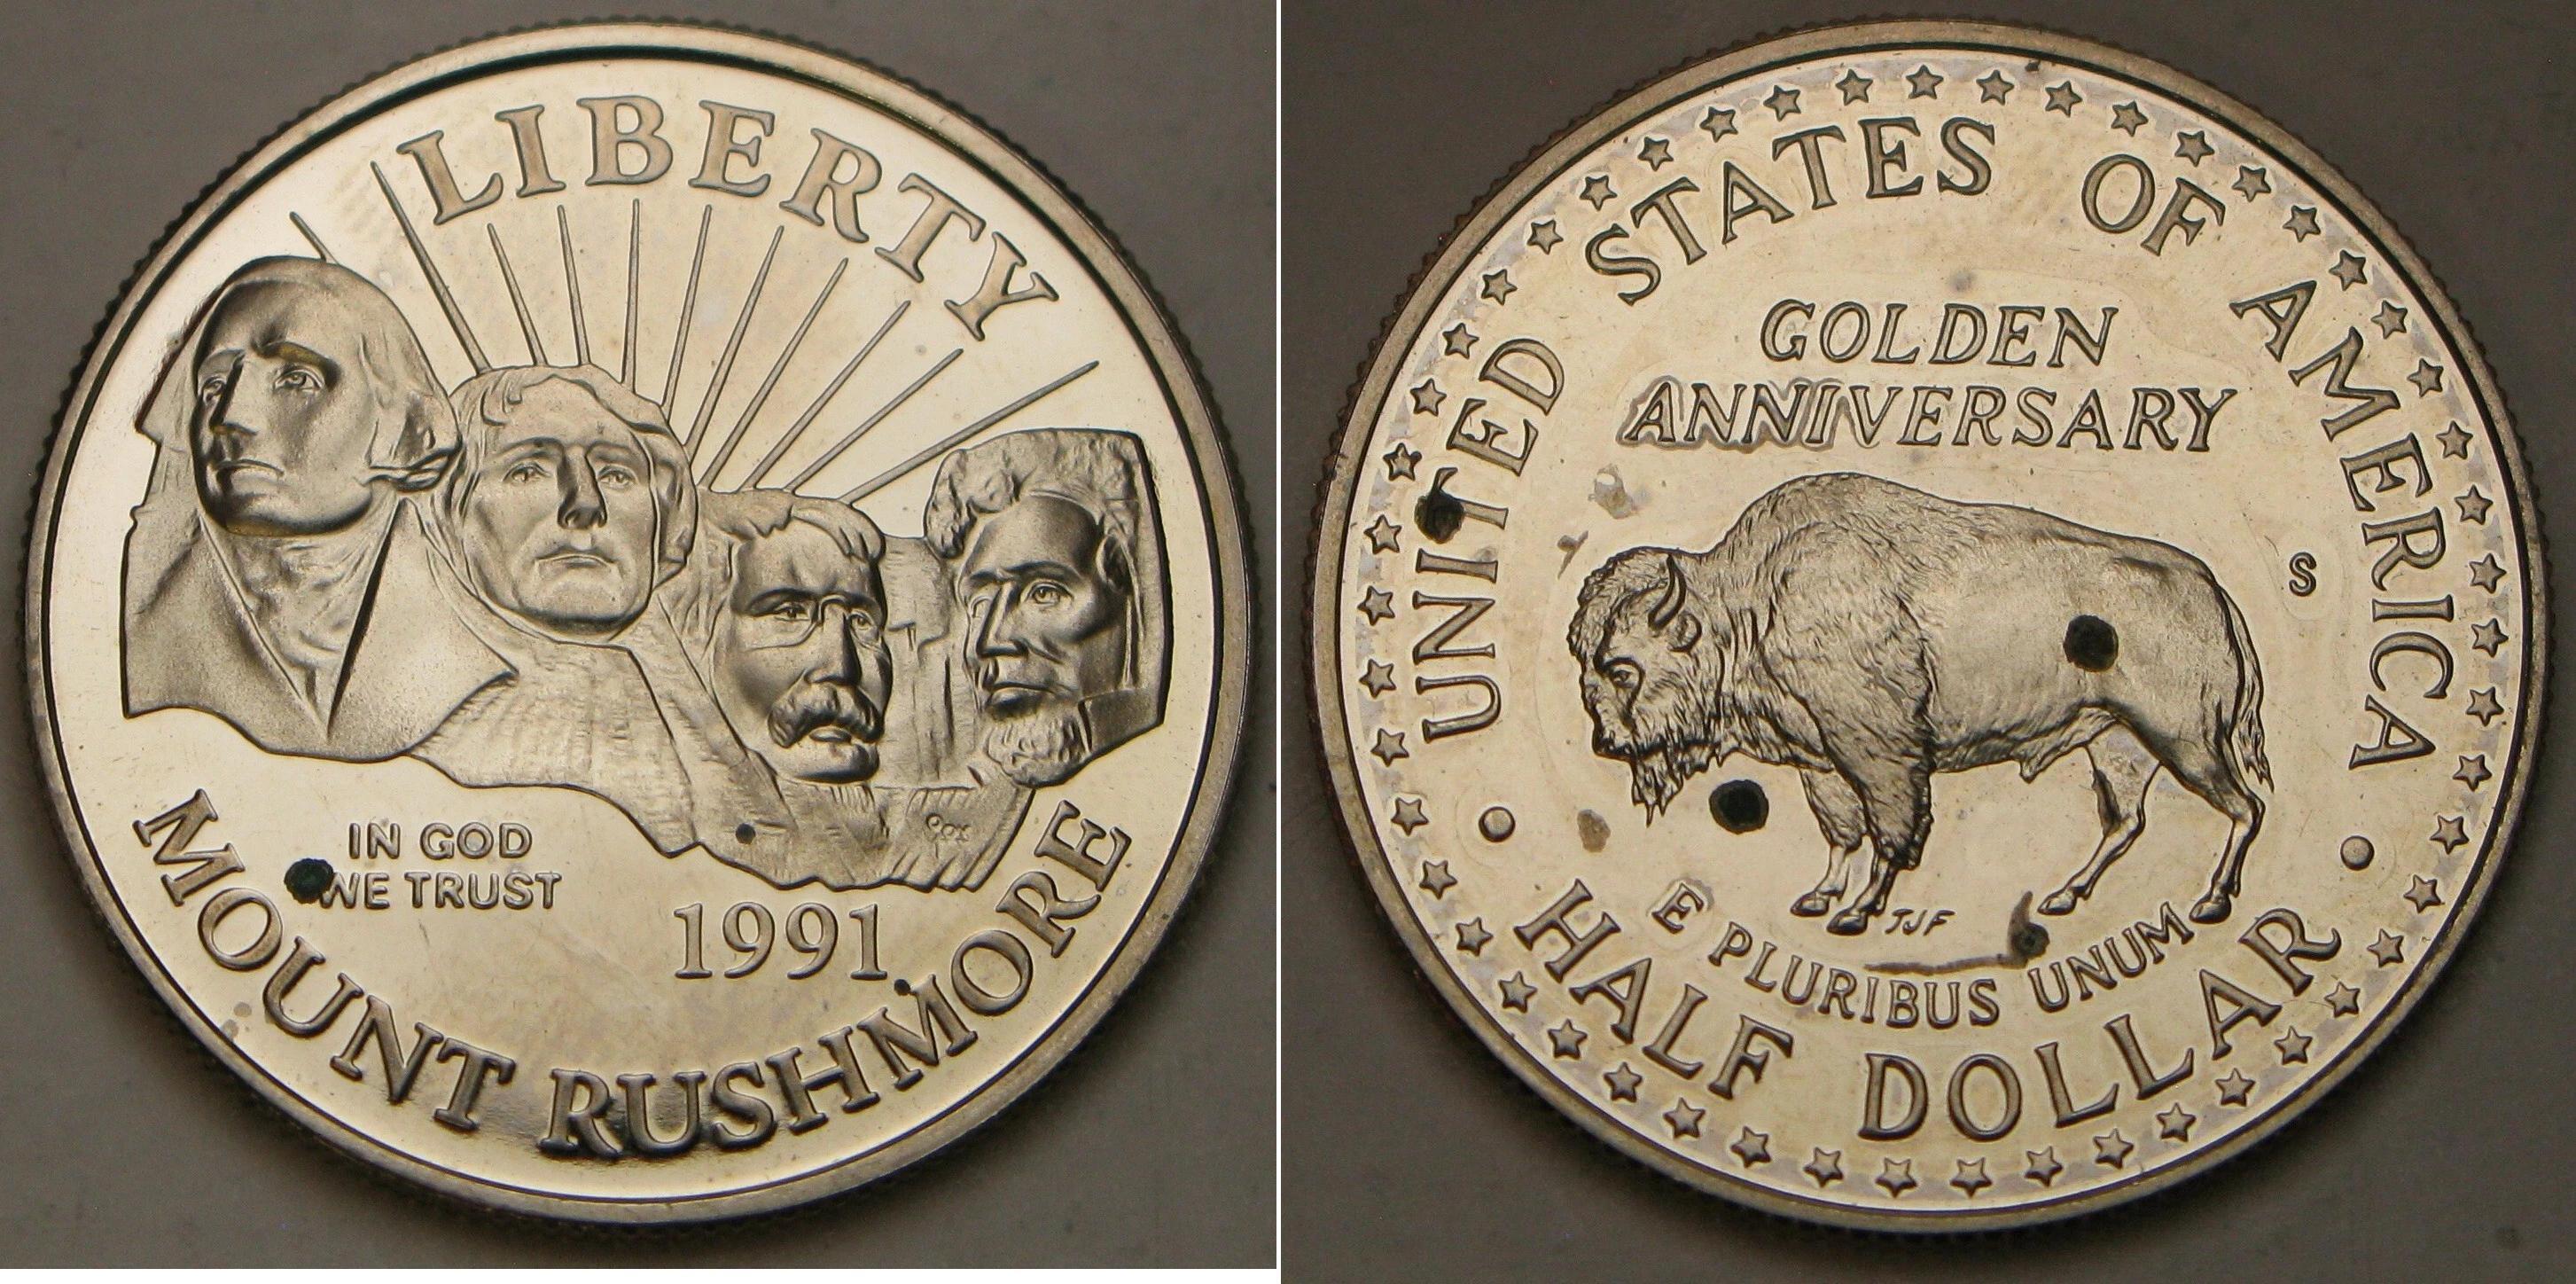 LIBERTY
IN GOD
WE TRUST
1991
MOUNT RUSHMORE
UNITED STATES OF AMERICA
GOLDEN
ANNIVERSARY
S
TJF
E PLURIBUS UNUM
HALF DOLLAR